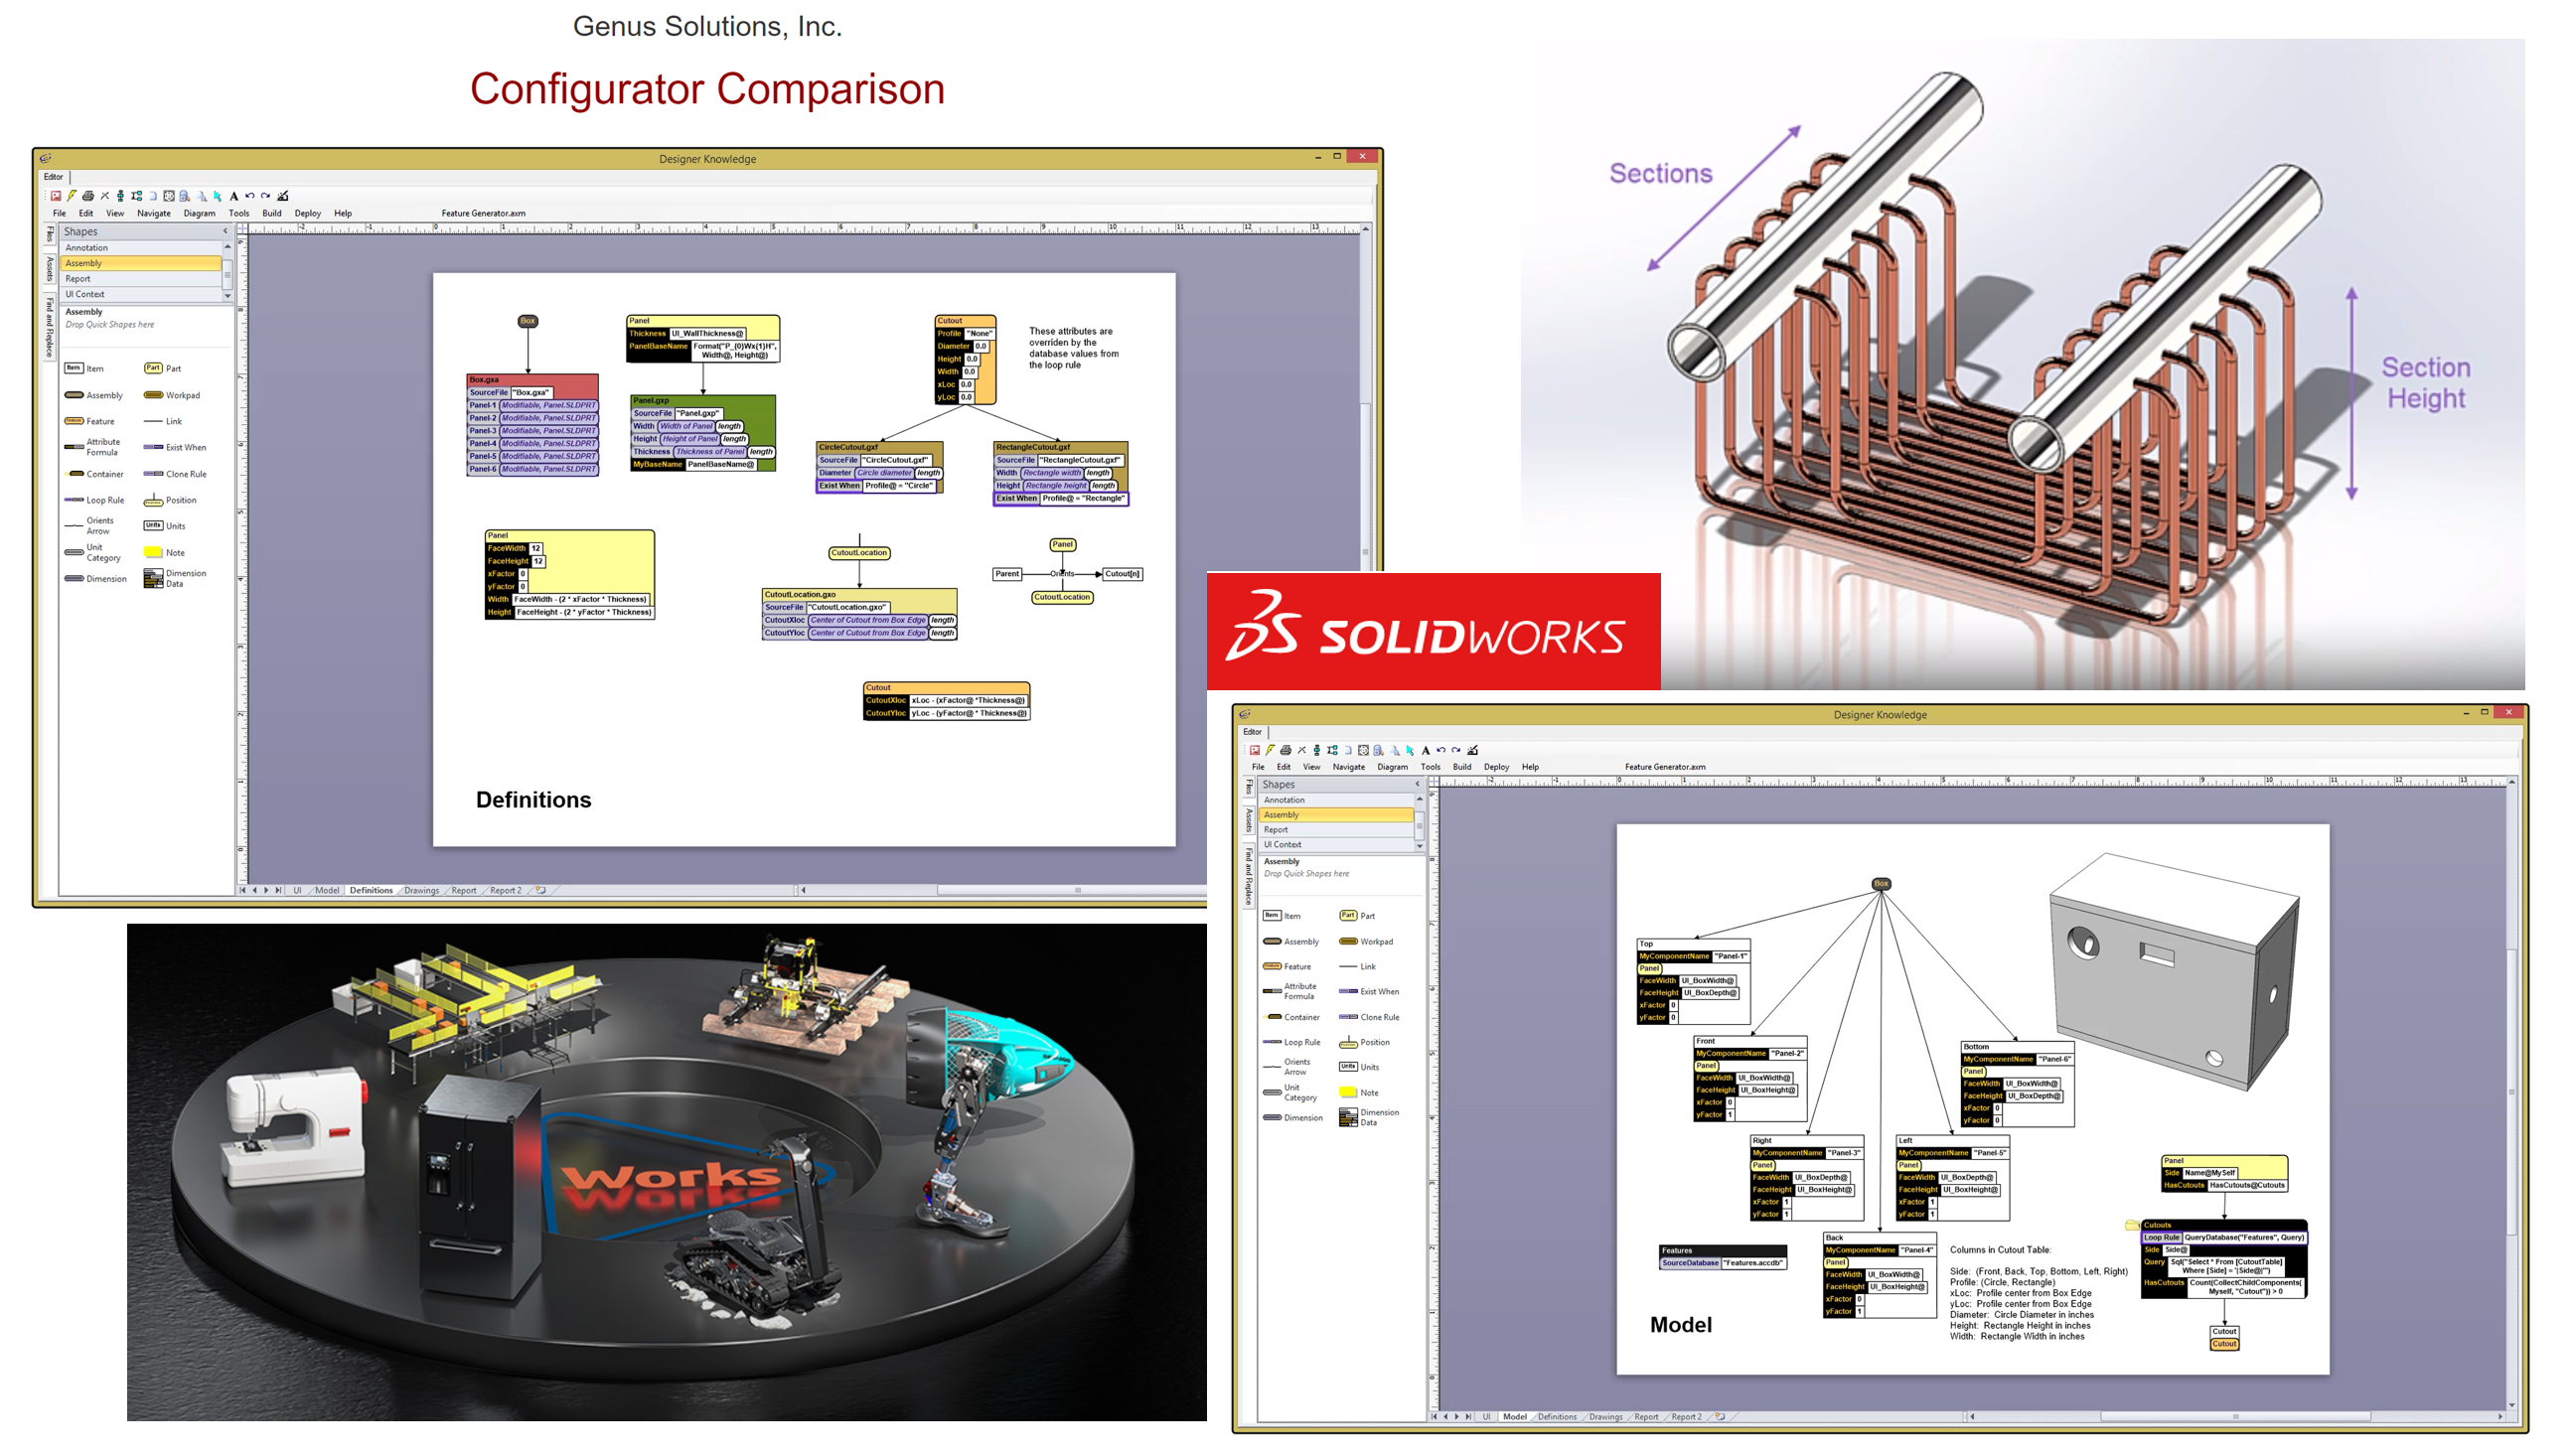 Genus Solutions, Inc.
Configurator Comparison
Designer Knowledge
Editor
File Edit View Navigate Diagram Tools Build Deploy Help Feature Generator.axm
Files
Assets
Find and Replace
Shapes
Annotation
Assembly
Report
UI Context
Assembly
Drop Quick Shapes here
Item Item
Part Part
Assembly
Workpad
Feature
Link
Attribute Formula
Exist When
Container
Clone Rule
Loop Rule
Position
Orients Arrow
Units Units
Unit Category
Note
Dimension
Dimension Data
Box
Box.gxa
SourceFile "Box.gxa"
Panel-1 Modifiable, Panel.SLDPRT
Panel-2 Modifiable, Panel.SLDPRT
Panel-3 Modifiable, Panel.SLDPRT
Panel-4 Modifiable, Panel.SLDPRT
Panel-5 Modifiable, Panel.SLDPRT
Panel-6 Modifiable, Panel.SLDPRT
Panel
Thickness UI_WallThickness@
PanelBaseName Format("P_{0}Wx{1}H",
Width@, Height@)
Panel.gxp
SourceFile "Panel.gxp"
Width Width of Panel length
Height Height of Panel length
Thickness Thickness of Panel length
MyBaseName PanelBaseName@
Cutout
Profile "None"
Diameter 0.0
Height 0.0
Width 0.0
xLoc 0.0
yLoc 0.0
These attributes are
overriden by the
database values from
the loop rule
CircleCutout.gxf
SourceFile "CircleCutout.gxf"
Diameter Circle diameter length
Exist When Profile@ = "Circle"
RectangleCutout.gxf
SourceFile "RectangleCutout.gxf"
Width Rectangle width length
Height Rectangle height length
Exist When Profile@ = "Rectangle"
Panel
FaceWidth 12
FaceHeight 12
xFactor 0
yFactor 0
Width FaceWidth - (2 * xFactor * Thickness)
Height FaceHeight - (2 * yFactor * Thickness)
CutoutLocation
CutoutLocation.gxo
SourceFile "CutoutLocation.gxo"
CutoutXloc Center of Cutout from Box Edge length
CutoutYloc Center of Cutout from Box Edge length
Panel
Parent Orients Cutout[n]
CutoutLocation
Cutout
CutoutXloc xLoc - (xFactor@ *Thickness@)
CutoutYloc yLoc - (yFactor@ * Thickness@)
Definitions
UI Model Definitions Drawings Report Report 2
Sections
Section
Height
SOLIDWORKS
Works
Designer Knowledge
Editor
File Edit View Navigate Diagram Tools Build Deploy Help Feature Generator.axm
Files
Assets
Find and Replace
Shapes
Annotation
Assembly
Report
UI Context
Assembly
Drop Quick Shapes here
Item Item
Part Part
Assembly
Workpad
Feature
Link
Attribute Formula
Exist When
Container
Clone Rule
Loop Rule
Position
Orients Arrow
Units Units
Unit Category
Note
Dimension
Dimension Data
Box
Top
MyComponentName "Panel-1"
Panel
FaceWidth UI_BoxWidth@
FaceHeight UI_BoxDepth@
xFactor 0
yFactor 0
Front
MyComponentName "Panel-2"
Panel
FaceWidth UI_BoxWidth@
FaceHeight UI_BoxHeight@
xFactor 0
yFactor 1
Bottom
MyComponentName "Panel-6"
Panel
FaceWidth UI_BoxWidth@
FaceHeight UI_BoxDepth@
xFactor 0
yFactor 0
Right
MyComponentName "Panel-3"
Panel
FaceWidth UI_BoxDepth@
FaceHeight UI_BoxHeight@
xFactor 1
yFactor 1
Left
MyComponentName "Panel-5"
Panel
FaceWidth UI_BoxDepth@
FaceHeight UI_BoxHeight@
xFactor 1
yFactor 1
Back
MyComponentName "Panel-4"
Panel
FaceWidth UI_BoxWidth@
FaceHeight UI_BoxHeight@
xFactor 0
yFactor 1
Features
SourceDatabase "Features.accdb"
Columns in Cutout Table:
Side: (Front, Back, Top, Bottom, Left, Right)
Profile: (Circle, Rectangle)
xLoc: Profile center from Box Edge
yLoc: Profile center from Box Edge
Diameter: Circle Diameter in inches
Height: Rectangle Height in inches
Width: Rectangle Width in inches
Panel
Side Name@MySelf
HasCutouts HasCutouts@Cutouts
Cutouts
Loop Rule QueryDatabase("Features", Query)
Side Side@
Query Sql("Select * From [CutoutTable]
Where [Side] = '|Side@|'")
HasCutouts Count(CollectChildComponents(
Myself, "Cutout")) > 0
Cutout
Cutout
Model
UI Model Definitions Drawings Report Report 2